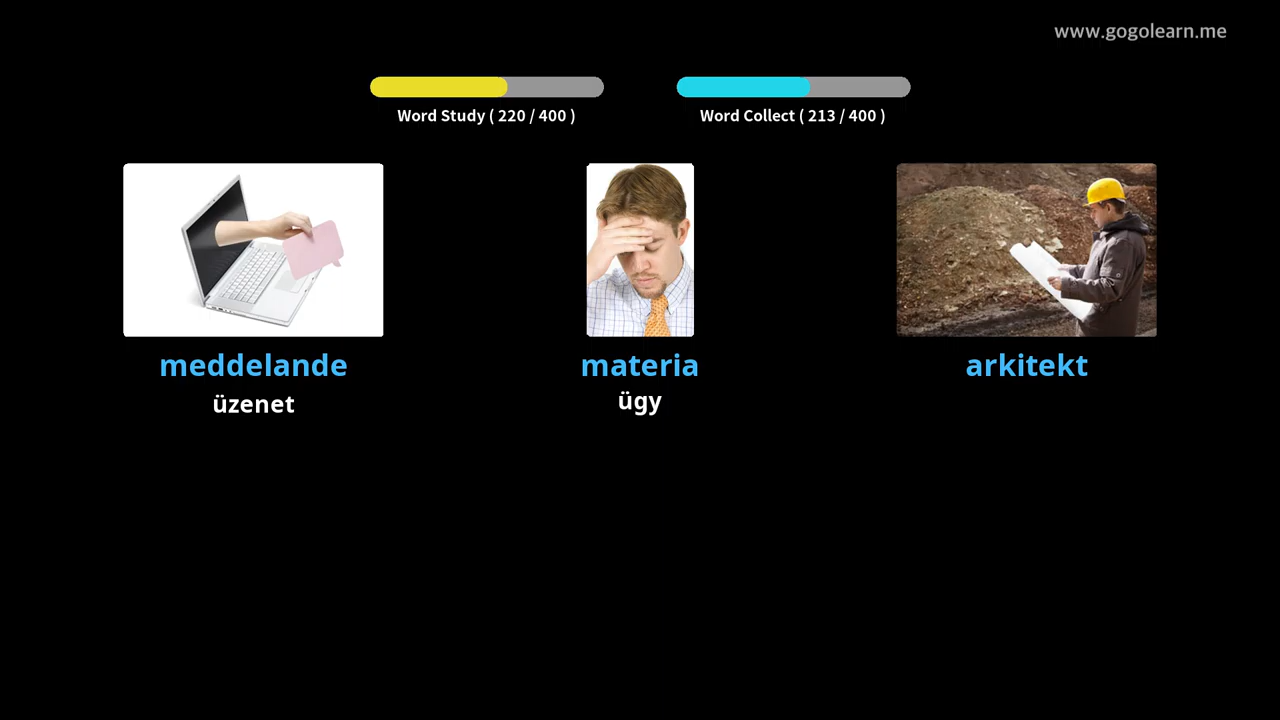 www.gogolearn.me
Word Study ( 220 / 400 )
Word Collect ( 213 / 400 )
meddelande
üzenet
materia
ügy
arkitekt